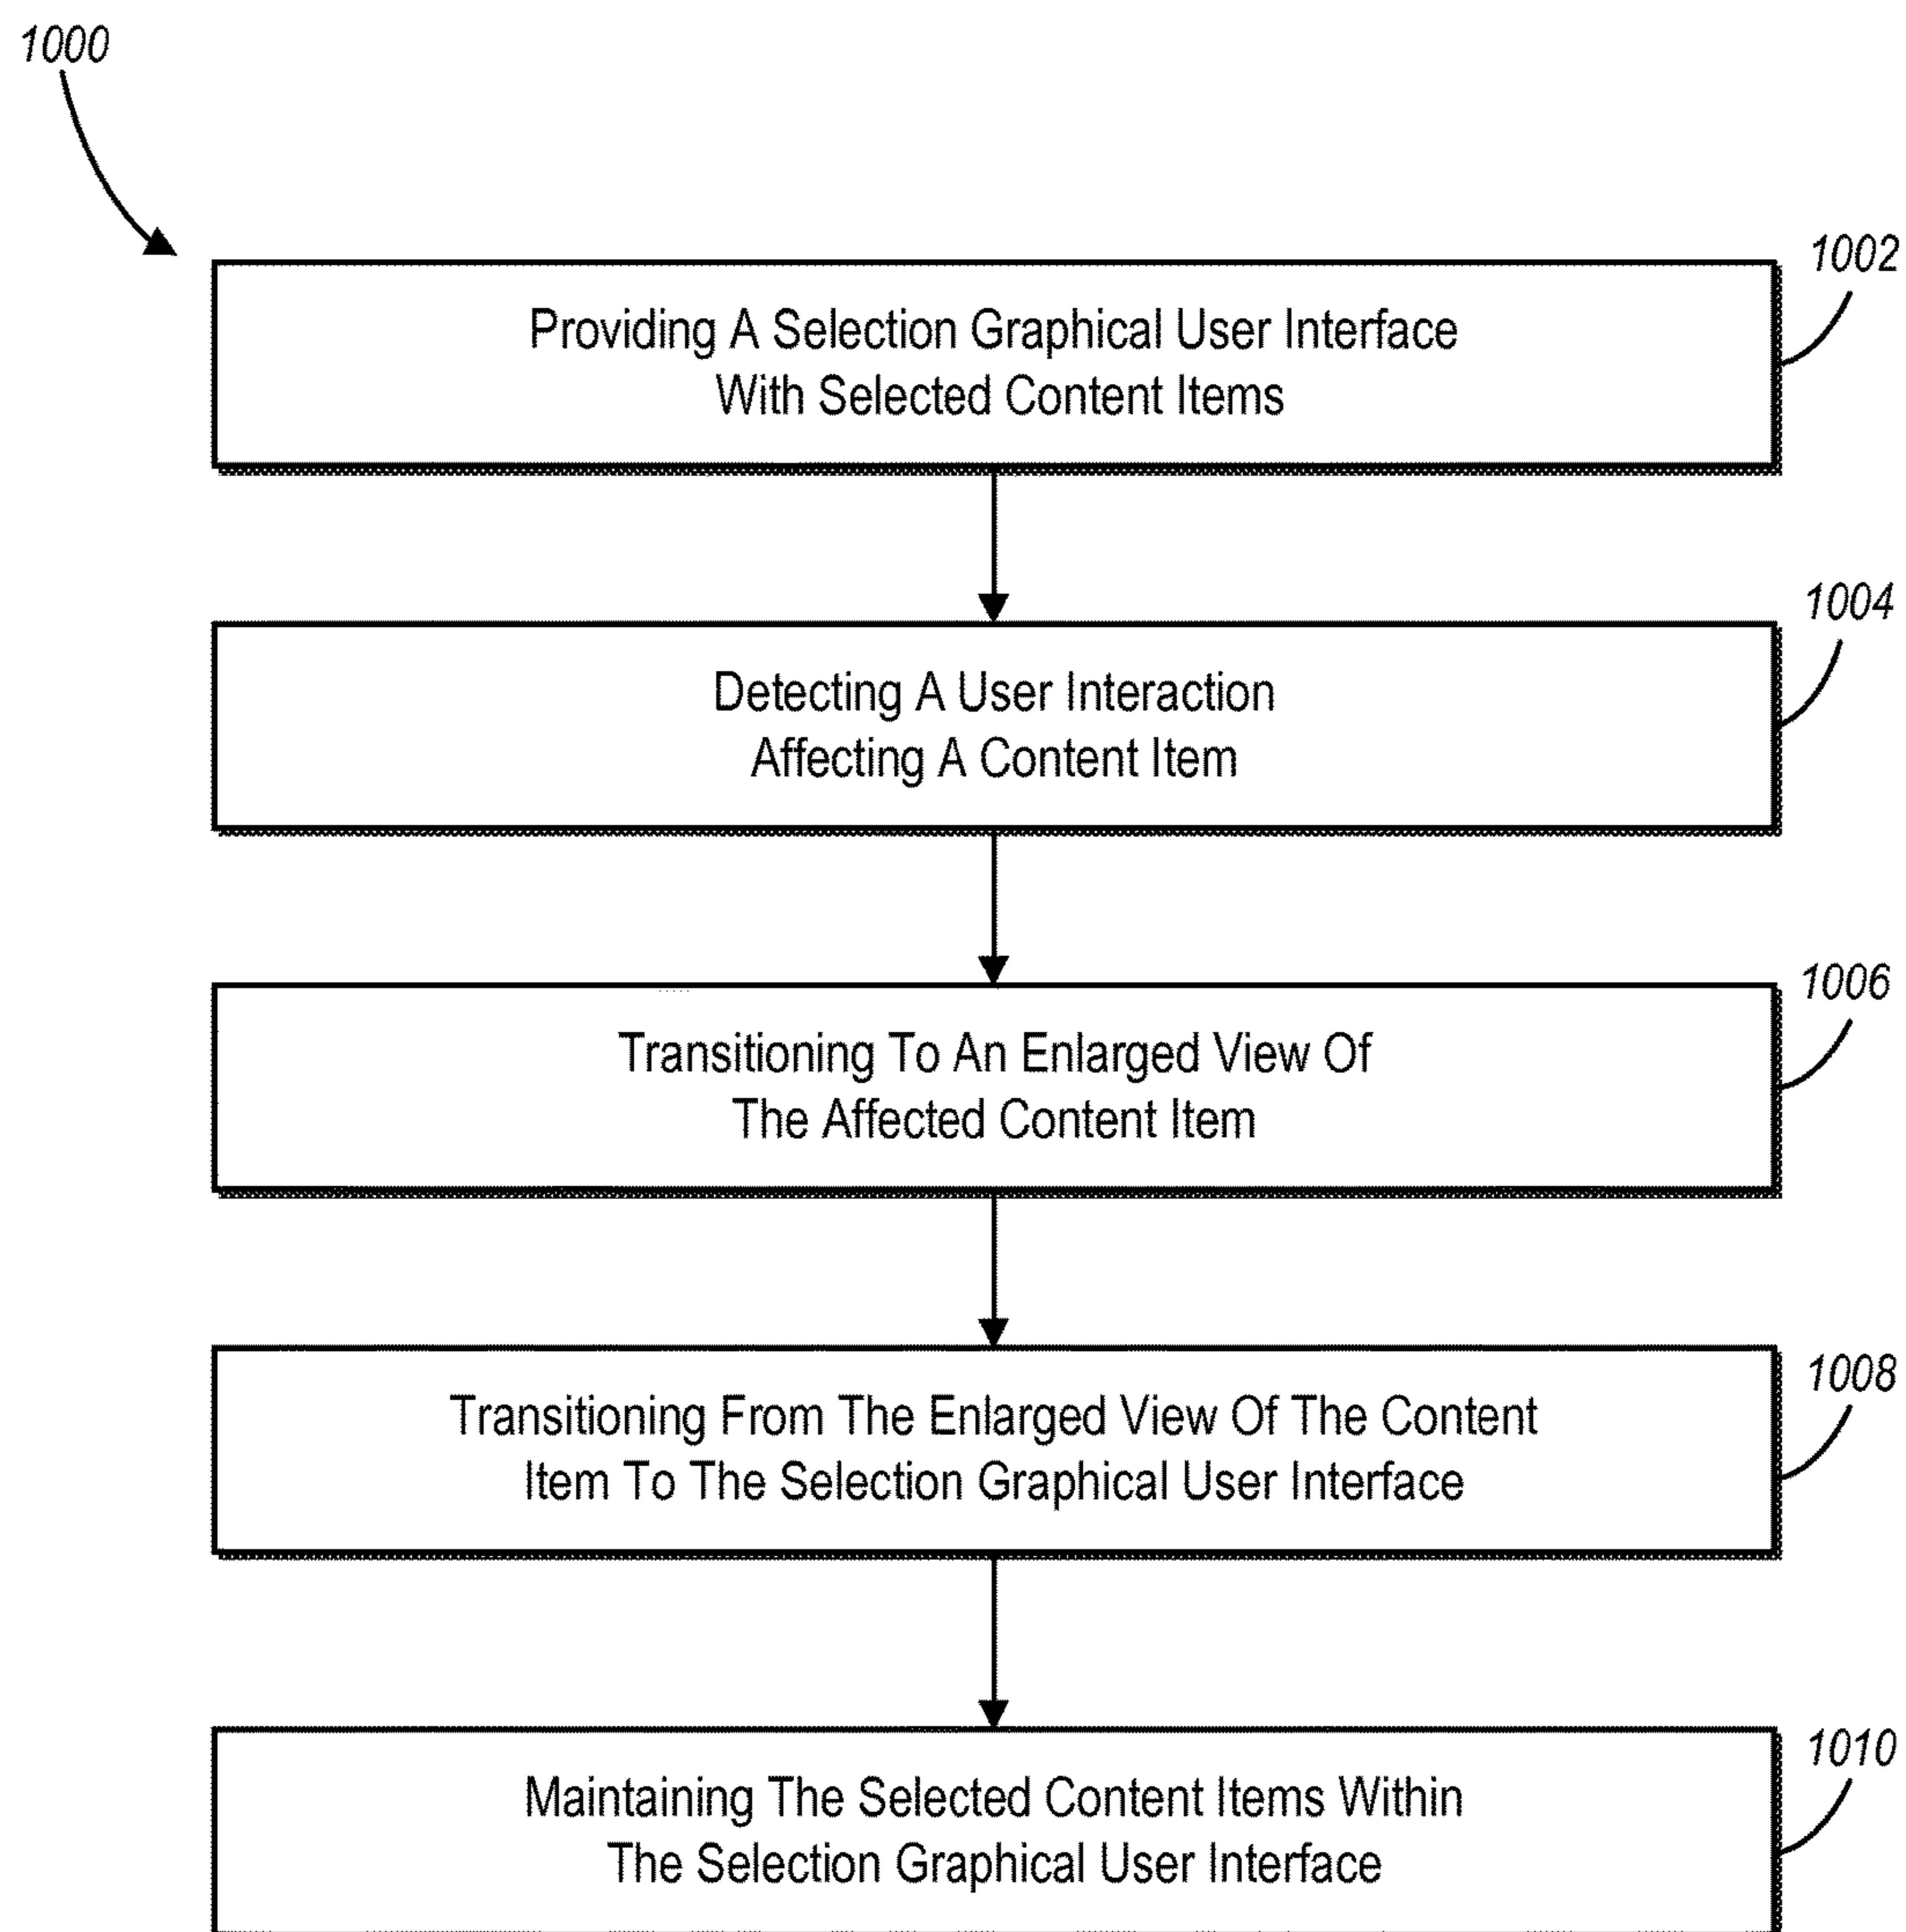 1000
1002
Providing A Selection Graphical User Interface
With Selected Content Items
1004
Detecting A User Interaction
Affecting A Content Item
1006
Transitioning To An Enlarged View Of
The Affected Content Item
1008
Transitioning From The Enlarged View Of The Content
Item To The Selection Graphical User Interface
1010
Maintaining The Selected Content Items Within
The Selection Graphical User Interface